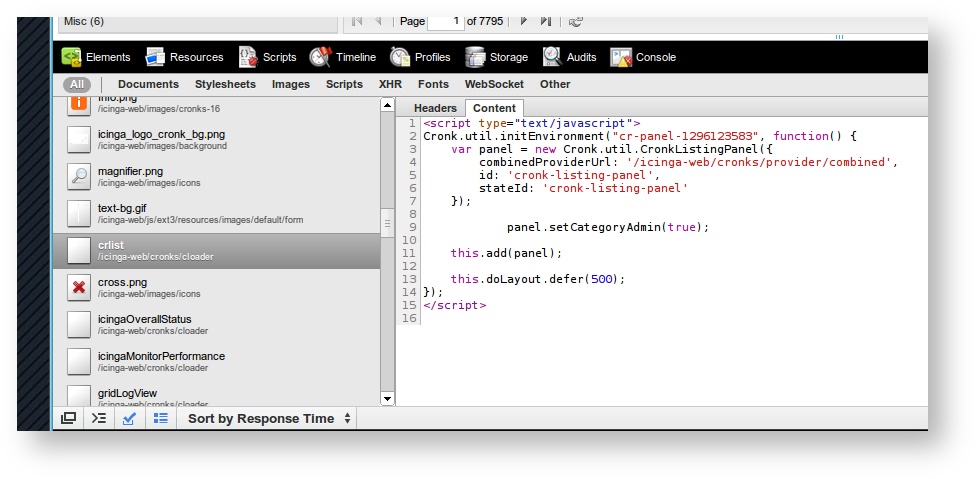 Misc (6)
Page 1 of 7795
Elements Resources Scripts Timeline Profiles Storage Audits Console
All Documents Stylesheets Images Scripts XHR Fonts WebSocket Other
info.png
/icinga-web/images/cronks-16
icinga_logo_cronk_bg.png
/icinga-web/images/background
magnifier.png
/icinga-web/images/icons
text-bg.gif
/icinga-web/js/ext3/resources/images/default/form
crlist
/icinga-web/cronks/cloader
cross.png
/icinga-web/images/icons
icingaOverallStatus
/icinga-web/cronks/cloader
icingaMonitorPerformance
/icinga-web/cronks/cloader
gridLogView
/icinga-web/cronks/cloader
Headers Content
1 <script type="text/javascript">
2 Cronk.util.initEnvironment("cr-panel-1296123583", function() {
3 var panel = new Cronk.util.CronkListingPanel({
4 combinedProviderUrl: '/icinga-web/cronks/provider/combined',
5 id: 'cronk-listing-panel',
6 stateId: 'cronk-listing-panel'
7 });
8
9 panel.setCategoryAdmin(true);
10
11 this.add(panel);
12
13 this.doLayout.defer(500);
14 });
15 </script>
16
Sort by Response Time